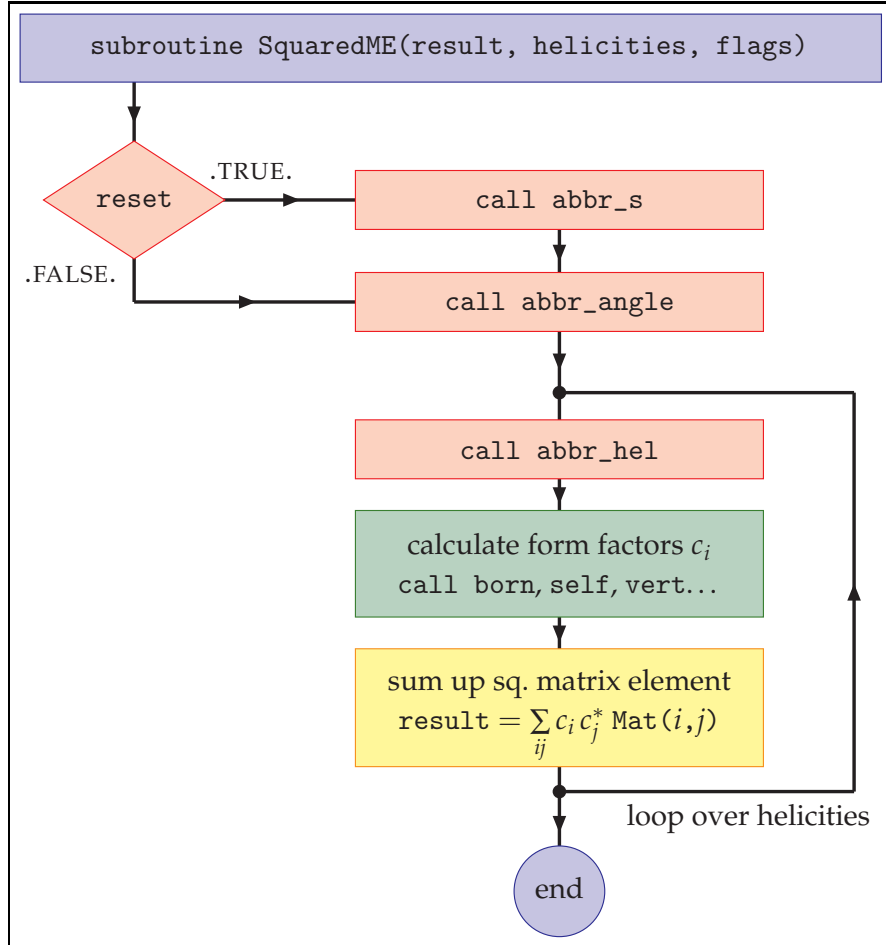 subroutine SquaredME(result, helicities, flags)
.TRUE.
reset
call abbr_s
.FALSE.
call abbr_angle
call abbr_hel
calculate form factors c_i
call born, self, vert...
sum up sq. matrix element
result = ∑_{ij} c_i c_j^* Mat(i,j)
loop over helicities
end